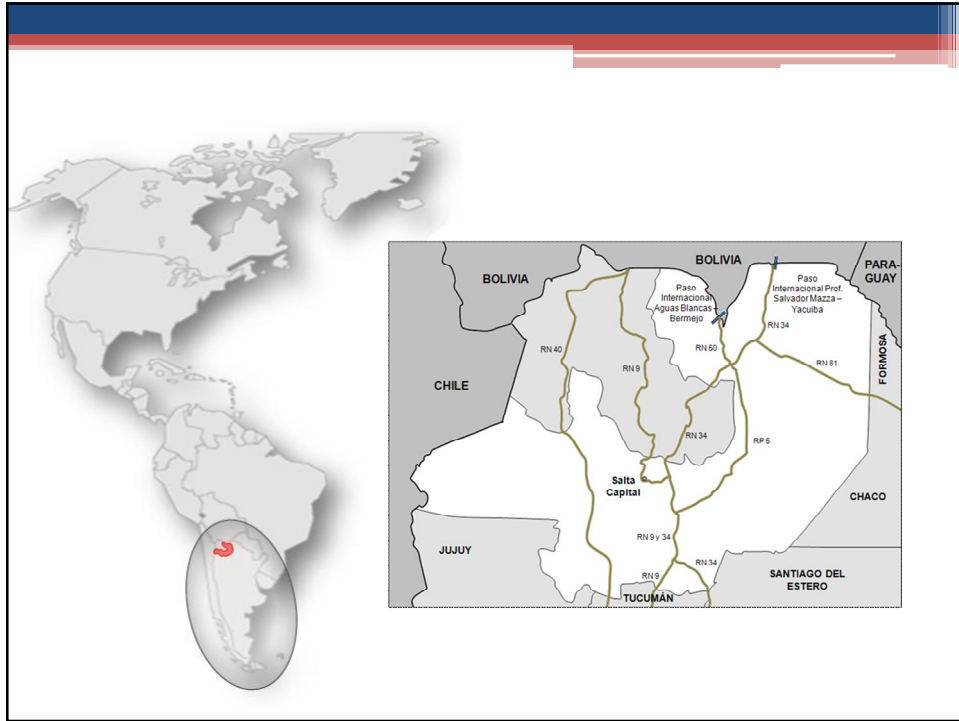 BOLIVIA
PARA-
GUAY
BOLIVIA
Paso
Internacional
Aguas Blancas –
Bermejo
Paso
Internacional Prof.
Salvador Mazza –
Yacuiba
RN 34
RN 40
RN 50
FORMOSA
RN 9
RN 81
CHILE
RN 34
RP 5
Salta
Capital
CHACO
RN 9 y 34
JUJUY
RN 34
RN 9
SANTIAGO DEL
ESTERO
TUCUMÁN